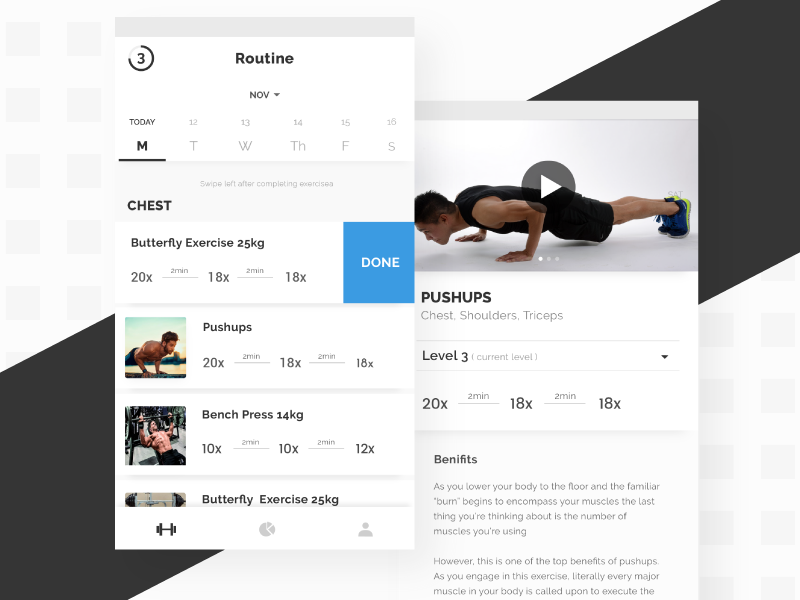 3
Routine
NOV
TODAY 12 13 14 15 16
M T W Th F S
Swipe left after completing exercisea
CHEST
Butterfly Exercise 25kg
20x 2min 18x 2min 18x
DONE
Pushups
20x 2min 18x 2min 18x
Bench Press 14kg
10x 2min 10x 2min 12x
Butterfly Exercise 25kg
SAT
PUSHUPS
Chest, Shoulders, Triceps
Level 3 ( current level )
20x 2min 18x 2min 18x
Benifits
As you lower your body to the floor and the familiar
"burn" begins to encompass your muscles the last
thing you're thinking about is the number of
muscles you're using
However, this is one of the top benefits of pushups.
As you engage in this exercise, literally every major
muscle in your body is called upon to execute the